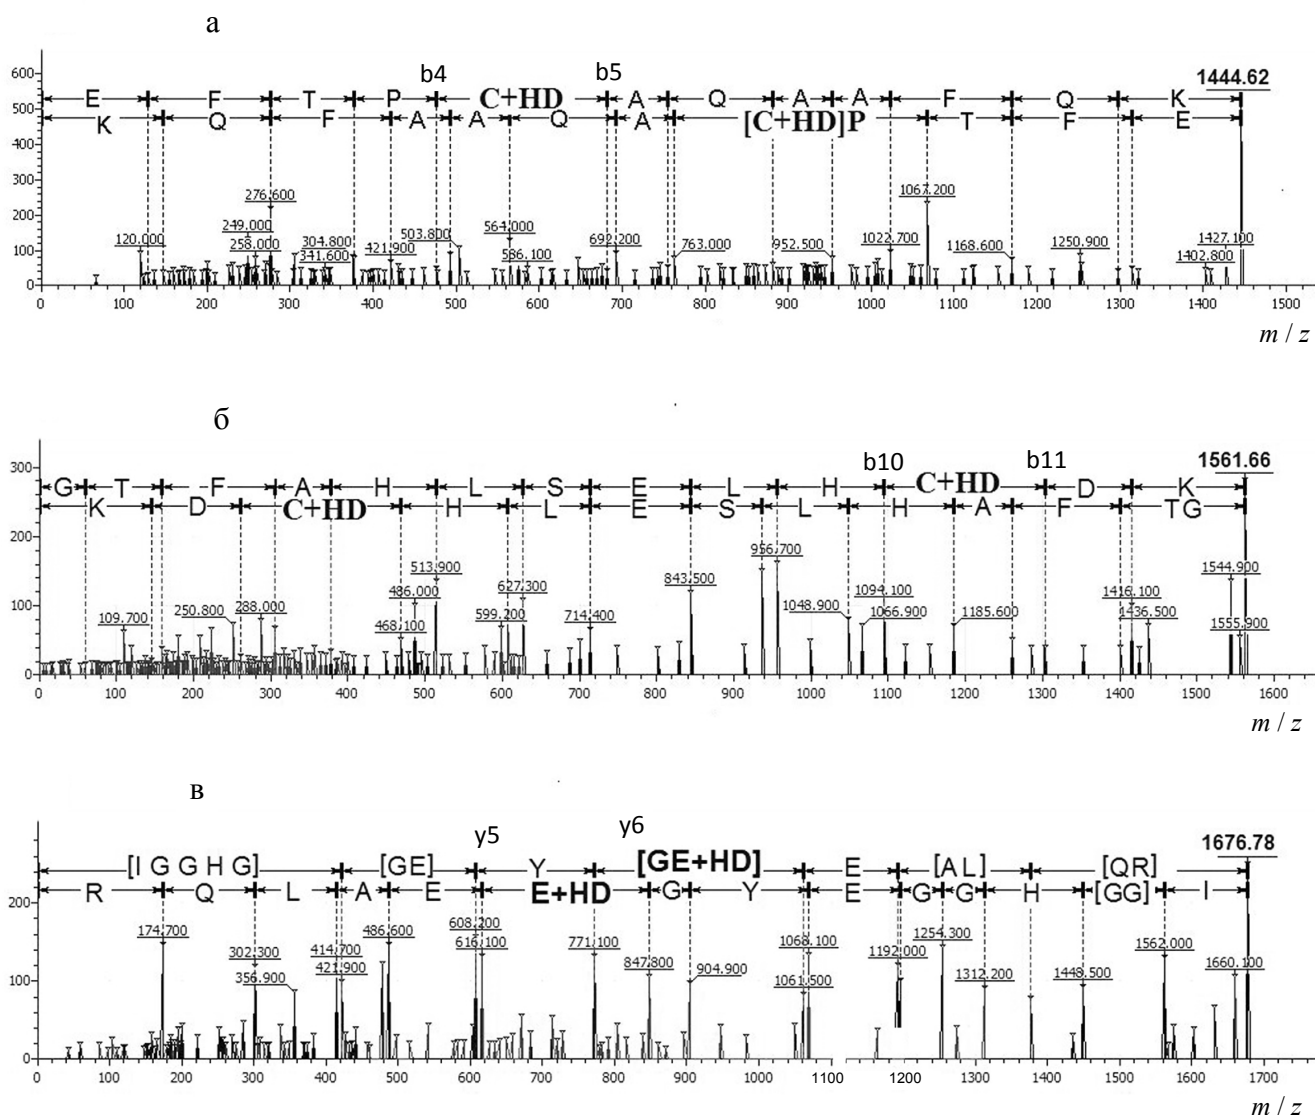 а
b4 b5
1444.62
E F T P C+HD A Q A A F Q K
K Q F A A Q A [C+HD]P T F E
600
500
400
300
200
100
0
120.000 249.000 258.000 276.600 304.800 341.600 421.900 503.800 564.000 586.100 692.200 763.000 952.500 1022.700 1067.200 1168.600 1250.900 1402.800 1427.100
0 100 200 300 400 500 600 700 800 900 1000 1100 1200 1300 1400 1500
m / z
б
b10 b11
1561.66
G T F A H L S E L H C+HD D K
K D C+HD H L E S L H A F TG
300
200
100
0
109.700 250.800 288.000 468.100 486.000 513.900 599.200 627.300 714.400 843.500 956.700 1048.900 1094.100 1066.900 1185.600 1416.100 1436.500 1544.900 1555.900
0 100 200 300 400 500 600 700 800 900 1000 1100 1200 1300 1400 1500 1600
m / z
в
y5 y6
1676.78
[I G G H G] [GE] Y [GE+HD] E [AL] [QR]
R Q L A E E+HD G Y E G G H [GG] I
200
100
0
174.700 302.300 356.900 414.700 421.900 486.600 608.200 616.100 771.100 847.800 904.900 1061.500 1068.100 1192.000 1254.300 1312.200 1448.500 1562.000 1660.100
0 100 200 300 400 500 600 700 800 900 1000 1100 1200 1300 1400 1500 1600 1700
m / z